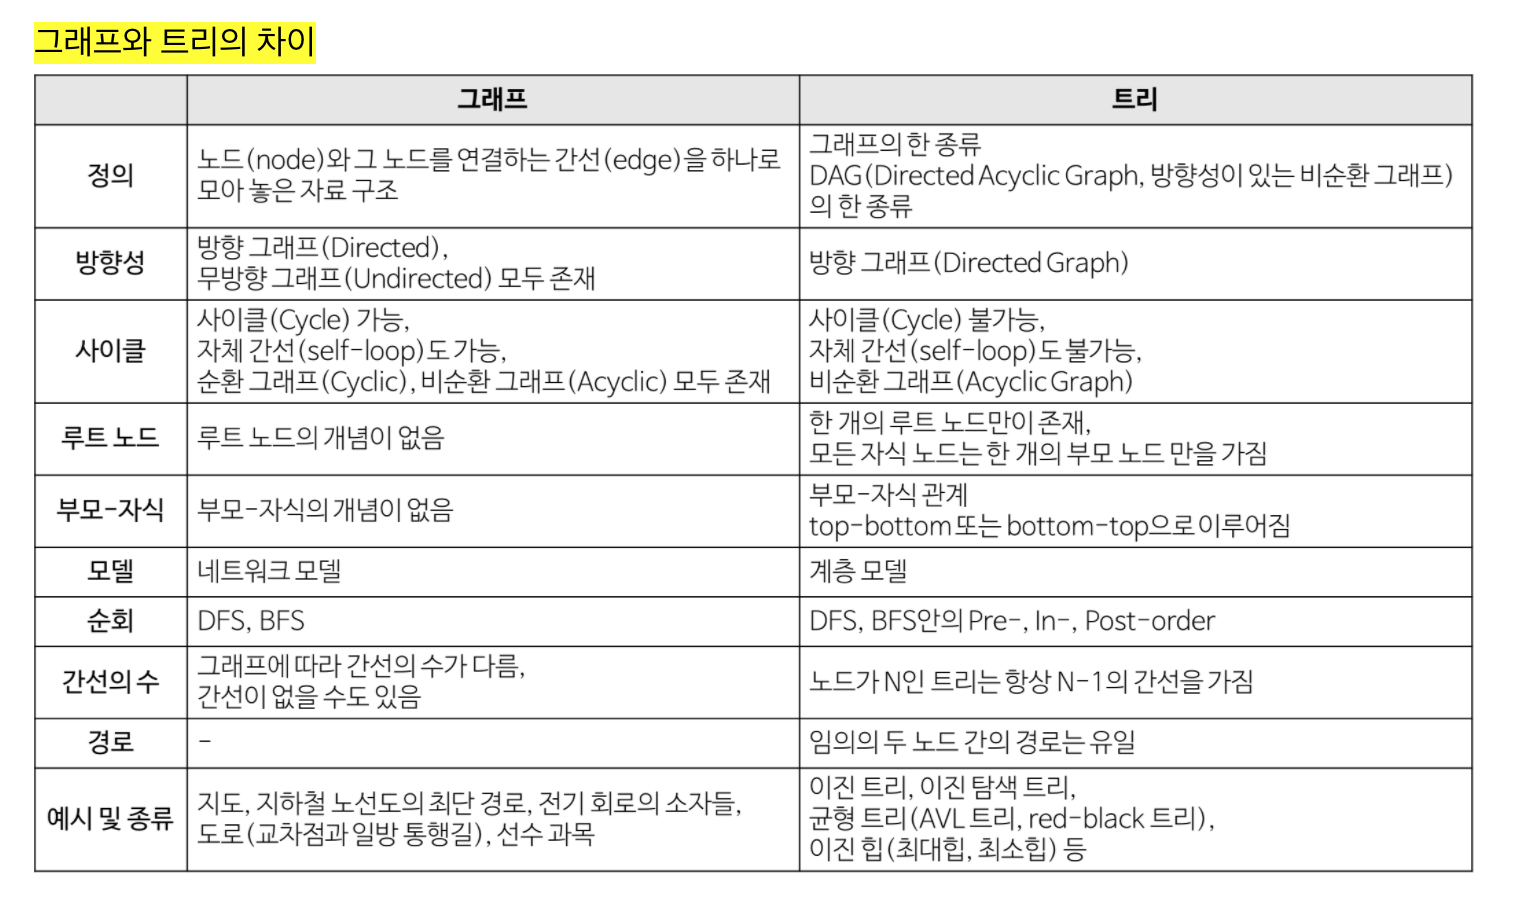 그래프와 트리의 차이
그래프
트리
정의
노드(node)와 그 노드를 연결하는 간선(edge)을 하나로
모아 놓은 자료 구조
그래프의 한 종류
DAG(Directed Acyclic Graph, 방향성이 있는 비순환 그래프)
의 한 종류
방향성
방향 그래프(Directed),
무방향 그래프(Undirected) 모두 존재
방향 그래프(Directed Graph)
사이클
사이클(Cycle) 가능,
자체 간선(self-loop)도 가능,
순환 그래프(Cyclic), 비순환 그래프(Acyclic) 모두 존재
사이클(Cycle) 불가능,
자체 간선(self-loop)도 불가능,
비순환 그래프(Acyclic Graph)
루트 노드
루트 노드의 개념이 없음
한 개의 루트 노드만이 존재,
모든 자식 노드는 한 개의 부모 노드 만을 가짐
부모-자식
부모-자식의 개념이 없음
부모-자식 관계
top-bottom 또는 bottom-top으로 이루어짐
모델
네트워크 모델
계층 모델
순회
DFS, BFS
DFS, BFS안의 Pre-, In-, Post-order
간선의 수
그래프에 따라 간선의 수가 다름,
간선이 없을 수도 있음
노드가 N인 트리는 항상 N-1의 간선을 가짐
경로
-
임의의 두 노드 간의 경로는 유일
예시 및 종류
지도, 지하철 노선도의 최단 경로, 전기 회로의 소자들,
도로(교차점과 일방 통행길), 선수 과목
이진 트리, 이진 탐색 트리,
균형 트리(AVL 트리, red-black 트리),
이진 힙(최대힙, 최소힙) 등